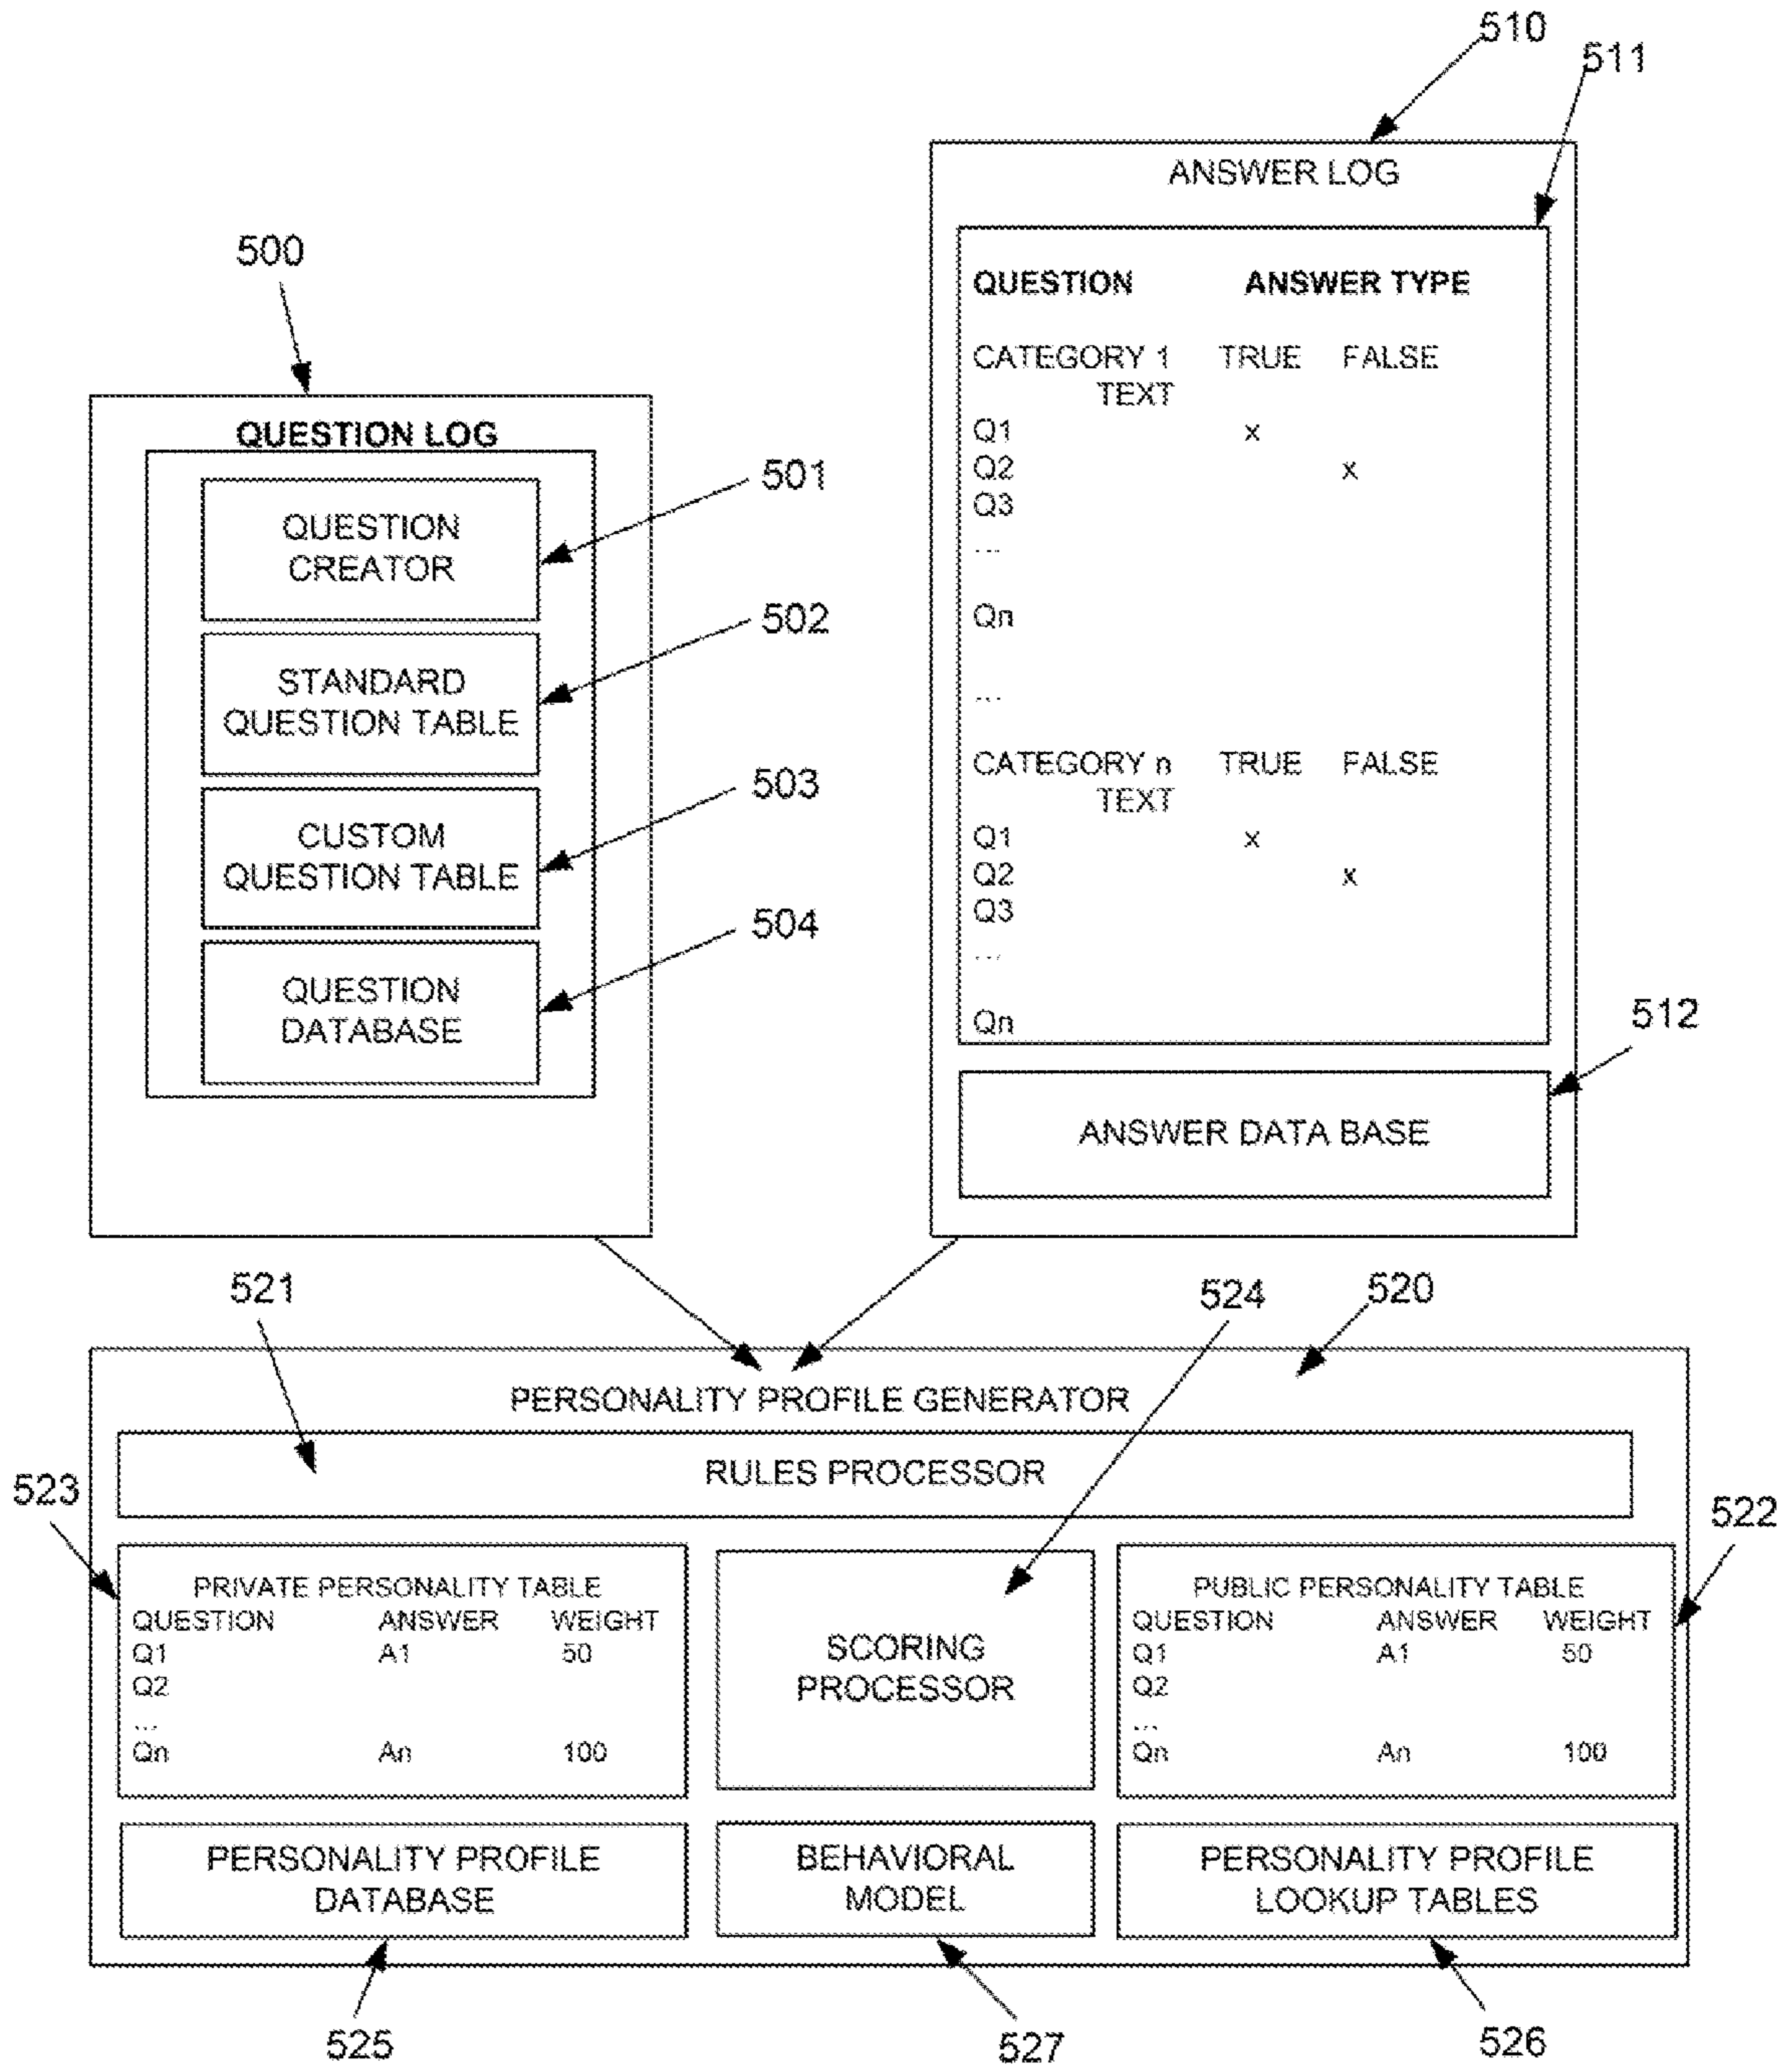 510
511
ANSWER LOG
500
QUESTION ANSWER TYPE
CATEGORY 1 TRUE FALSE
TEXT
Q1 x
Q2 x
Q3
...
Qn
...
CATEGORY n TRUE FALSE
TEXT
Q1 x
Q2 x
Q3
...
Qn
512
ANSWER DATA BASE
QUESTION LOG
501
QUESTION
CREATOR
502
STANDARD
QUESTION TABLE
503
CUSTOM
QUESTION TABLE
504
QUESTION
DATABASE
521
524
520
PERSONALITY PROFILE GENERATOR
RULES PROCESSOR
523
522
PRIVATE PERSONALITY TABLE
QUESTION ANSWER WEIGHT
Q1 A1 50
Q2
...
Qn An 100
SCORING
PROCESSOR
PUBLIC PERSONALITY TABLE
QUESTION ANSWER WEIGHT
Q1 A1 50
Q2
...
Qn An 100
PERSONALITY PROFILE
DATABASE
BEHAVIORAL
MODEL
PERSONALITY PROFILE
LOOKUP TABLES
525
527
526